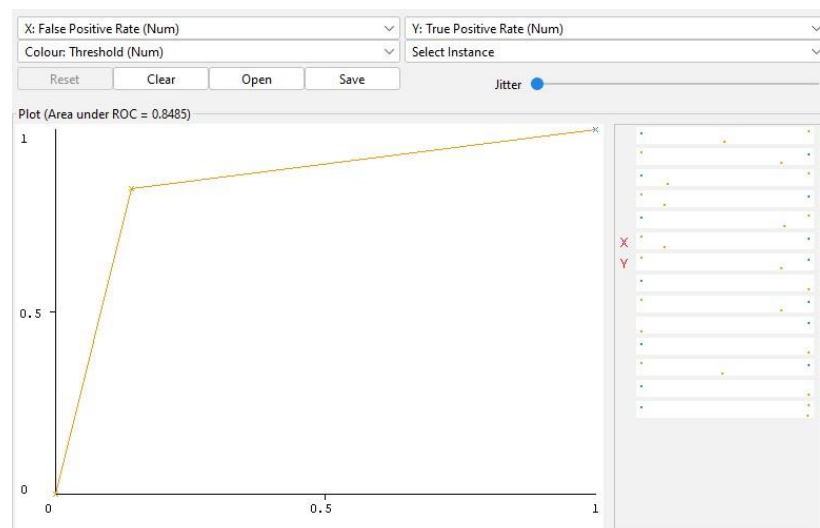 X: False Positive Rate (Num) Y: True Positive Rate (Num)
Colour: Threshold (Num) Select Instance
Reset Clear Open Save Jitter
Plot (Area under ROC = 0.8485)
1
X
Y
0.5
0
0 0.5 1